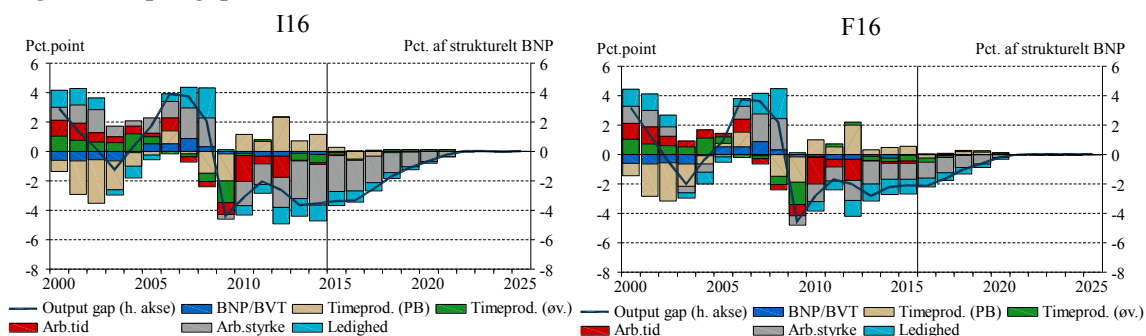 I16
Pct.point
Pct. af strukturelt BNP
6
4
2
0
-2
-4
-6
-8
6
4
2
0
-2
-4
-6
-8
2000 2005 2010 2015 2020 2025
Output gap (h. akse) BNP/BVT Timeprod. (PB) Timeprod. (øv.)
Arb.tid Arb.styrke Ledighed
F16
Pct.point
Pct. af strukturelt BNP
6
4
2
0
-2
-4
-6
-8
6
4
2
0
-2
-4
-6
-8
2000 2005 2010 2015 2020 2025
Output gap (h. akse) BNP/BVT Timeprod. (PB) Timeprod. (øv.)
Arb.tid Arb.styrke Ledighed